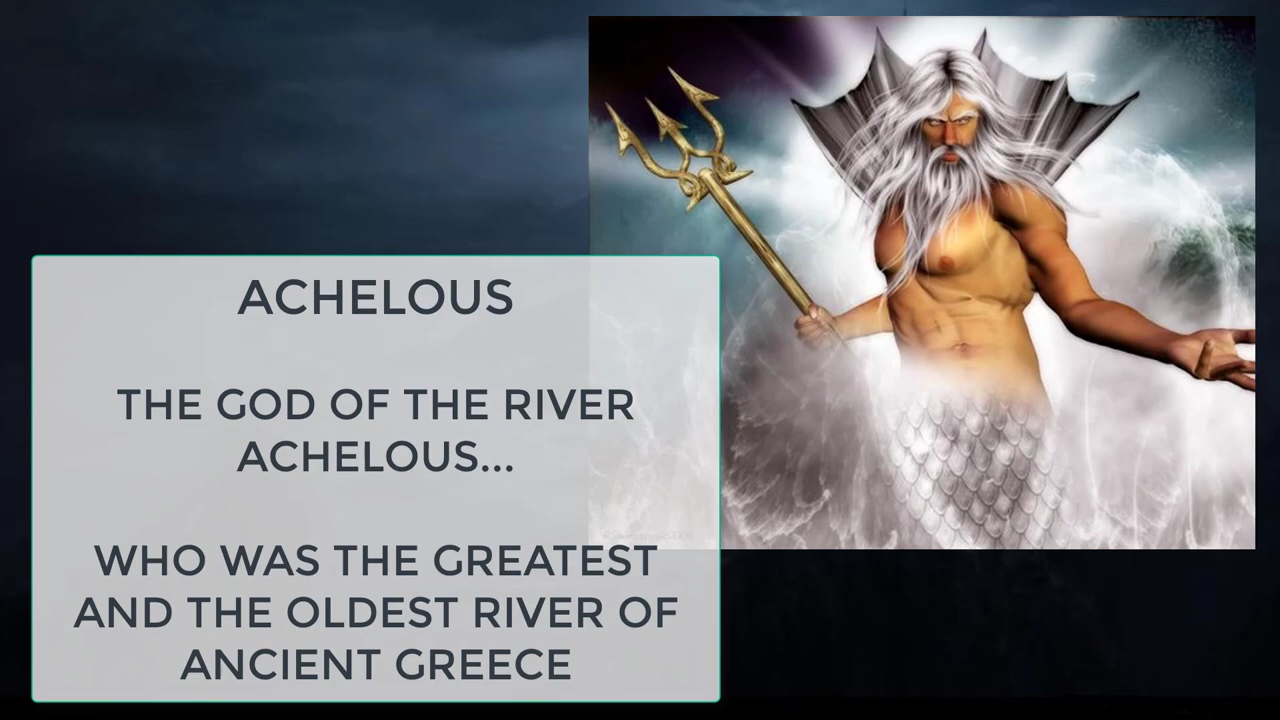 ACHELOUS
THE GOD OF THE RIVER
ACHELOUS...
WHO WAS THE GREATEST
AND THE OLDEST RIVER OF
ANCIENT GREECE